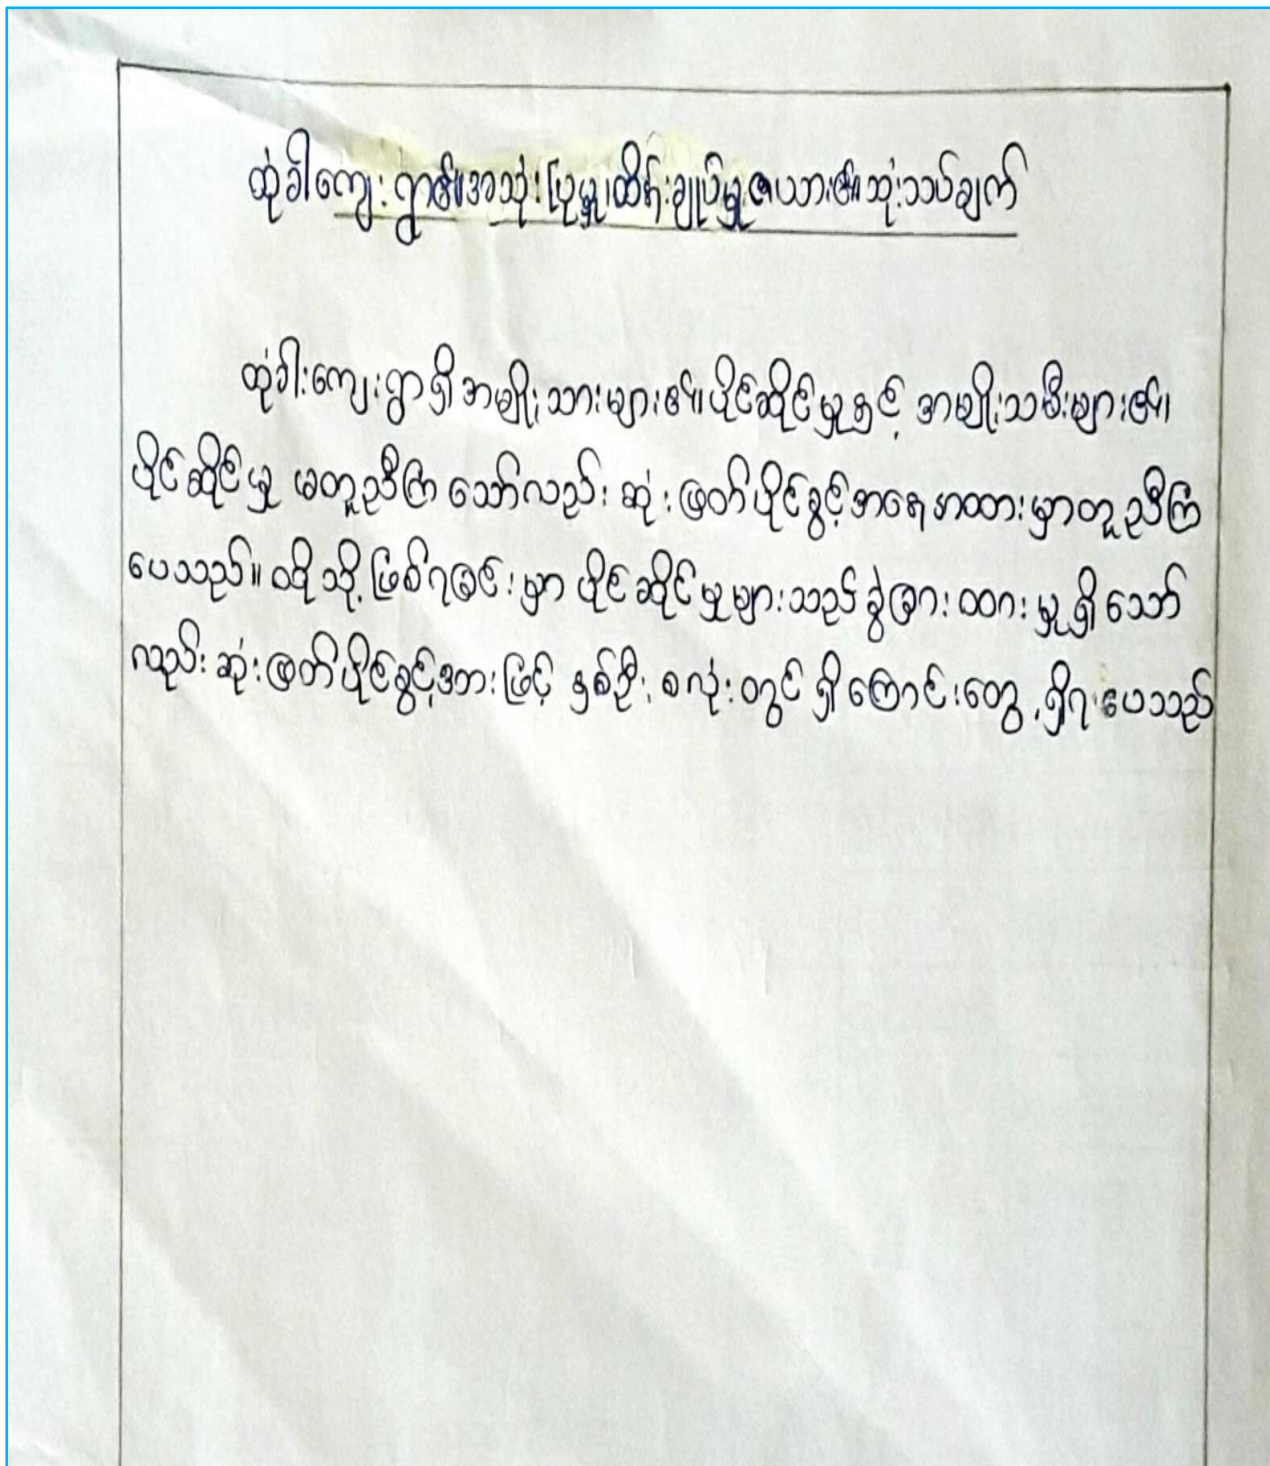 ထုံခါကျေးရွာ၏အသုံးပြုမှု၊ထိန်းချုပ်မှုဇယား၏သုံးသပ်ချက်
ထုံခါးကျေးရွာရှိ အမျိုးသားများ၏ပိုင်ဆိုင်မှုနှင့် အမျိုးသမီးများ၏
ပိုင်ဆိုင်မှု မတူညီကြ သော်လည်း ဆုံးဖြတ်ပိုင်ခွင့်အနေအထားမှာတူညီကြ
ပေသည်။ ထိုသို့ဖြစ်ရခြင်းမှာ ပိုင်ဆိုင်မှုများသည် ခွဲခြားထားမှုရှိသော်
လည်း ဆုံးဖြတ်ပိုင်ခွင့်အားဖြင့် နှစ်ဦးစလုံးတွင် ရှိကြောင်းတွေ့ရှိရပေသည်